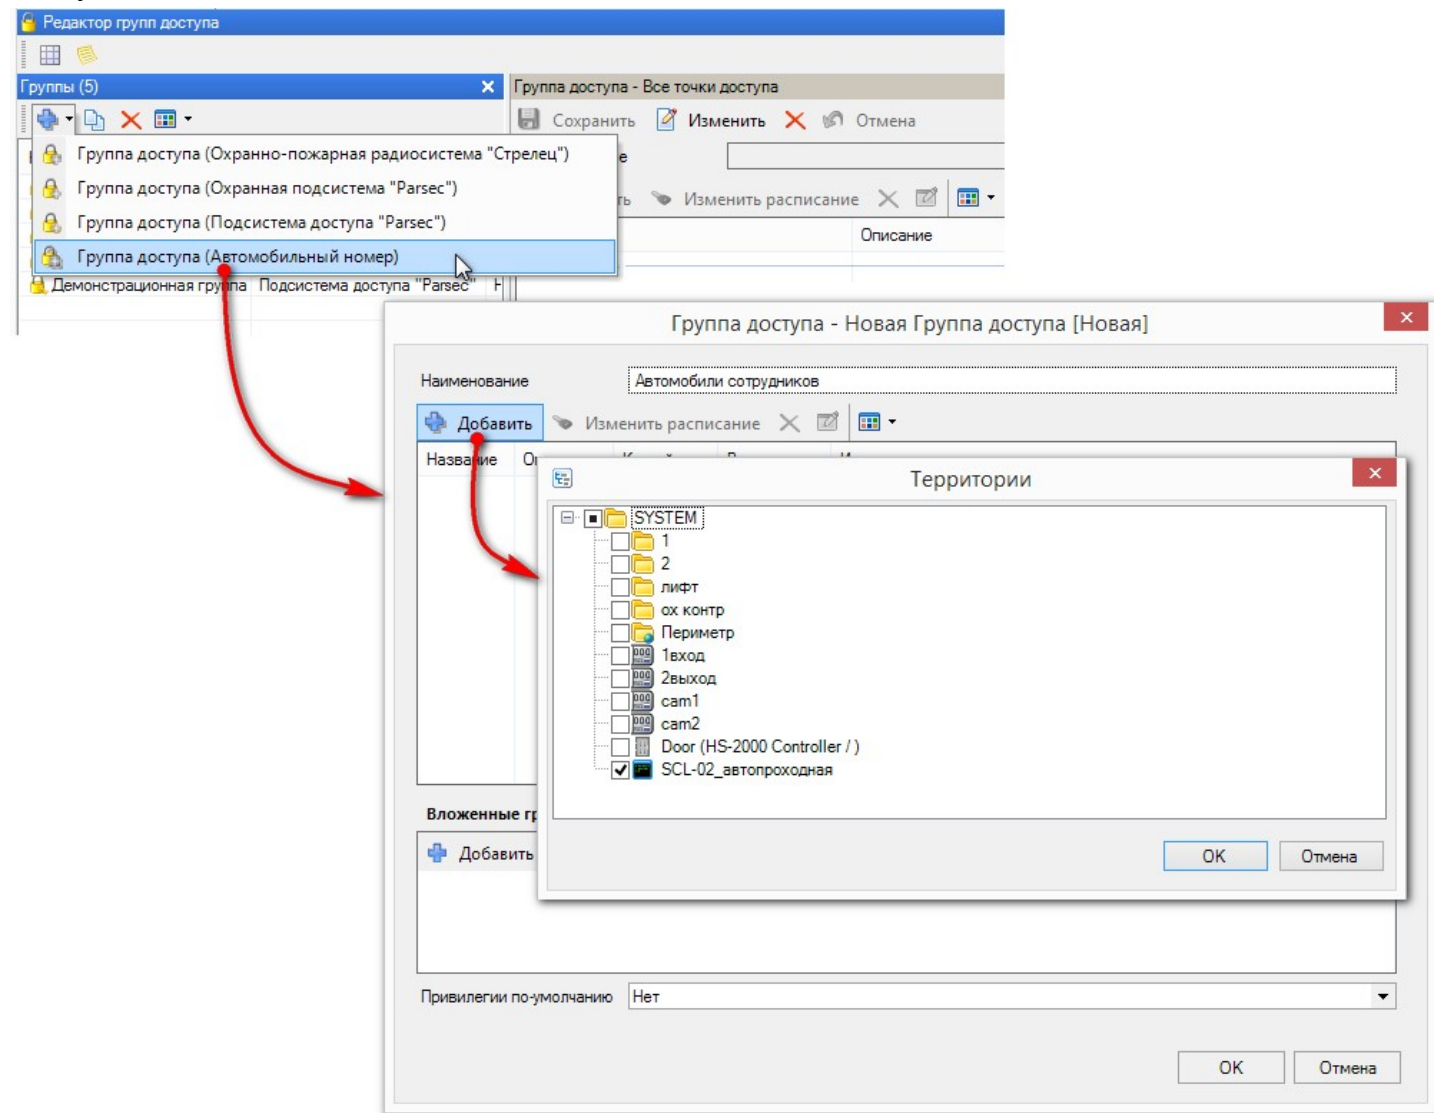 Редактор групп доступа
Группы (5)
Группа доступа - Все точки доступа
Сохранить Изменить Отмена
Группа доступа (Охранно-пожарная радиосистема "Стрелец")
Группа доступа (Охранная подсистема "Parsec")
Изменить расписание
Группа доступа (Подсистема доступа "Parsec")
Описание
Группа доступа (Автомобильный номер)
Демонстрационная группа Подсистема доступа "Parsec"
Группа доступа - Новая Группа доступа [Новая]
Наименование Автомобили сотрудников
Добавить Изменить расписание
Название
Территории
SYSTEM
1
2
лифт
ох контр
Периметр
1вход
2выход
cam1
cam2
Door (HS-2000 Controller / )
SCL-02_автопроходная
Вложенные
Добавить
OK Отмена
Привилегии по-умолчанию Нет
OK Отмена